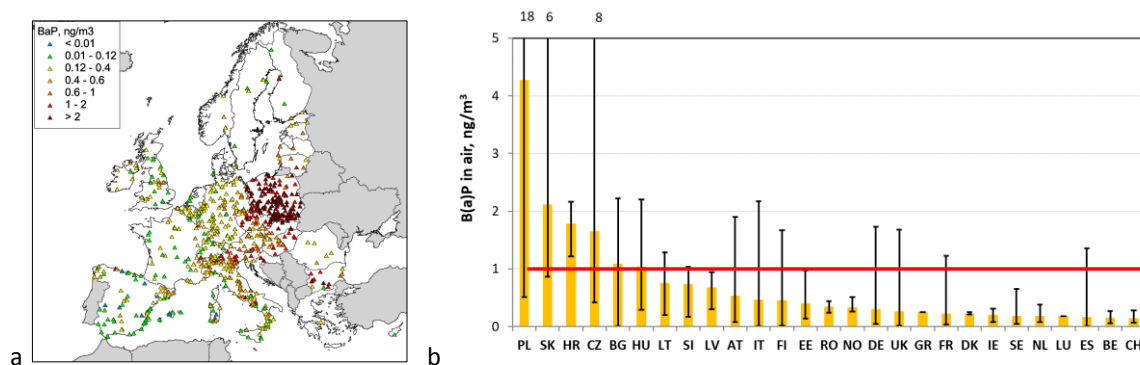 BaP, ng/m3
< 0.01
0.01 - 0.12
0.12 - 0.4
0.4 - 0.6
0.6 - 1
1 - 2
> 2
a
18 6 8
5
4
3
2
1
0
B(a)P in air, ng/m³
PL SK HR CZ BG HU LT SI LV AT IT FI EE RO NO DE UK GR FR DK IE SE NL LU ES BE CH
b